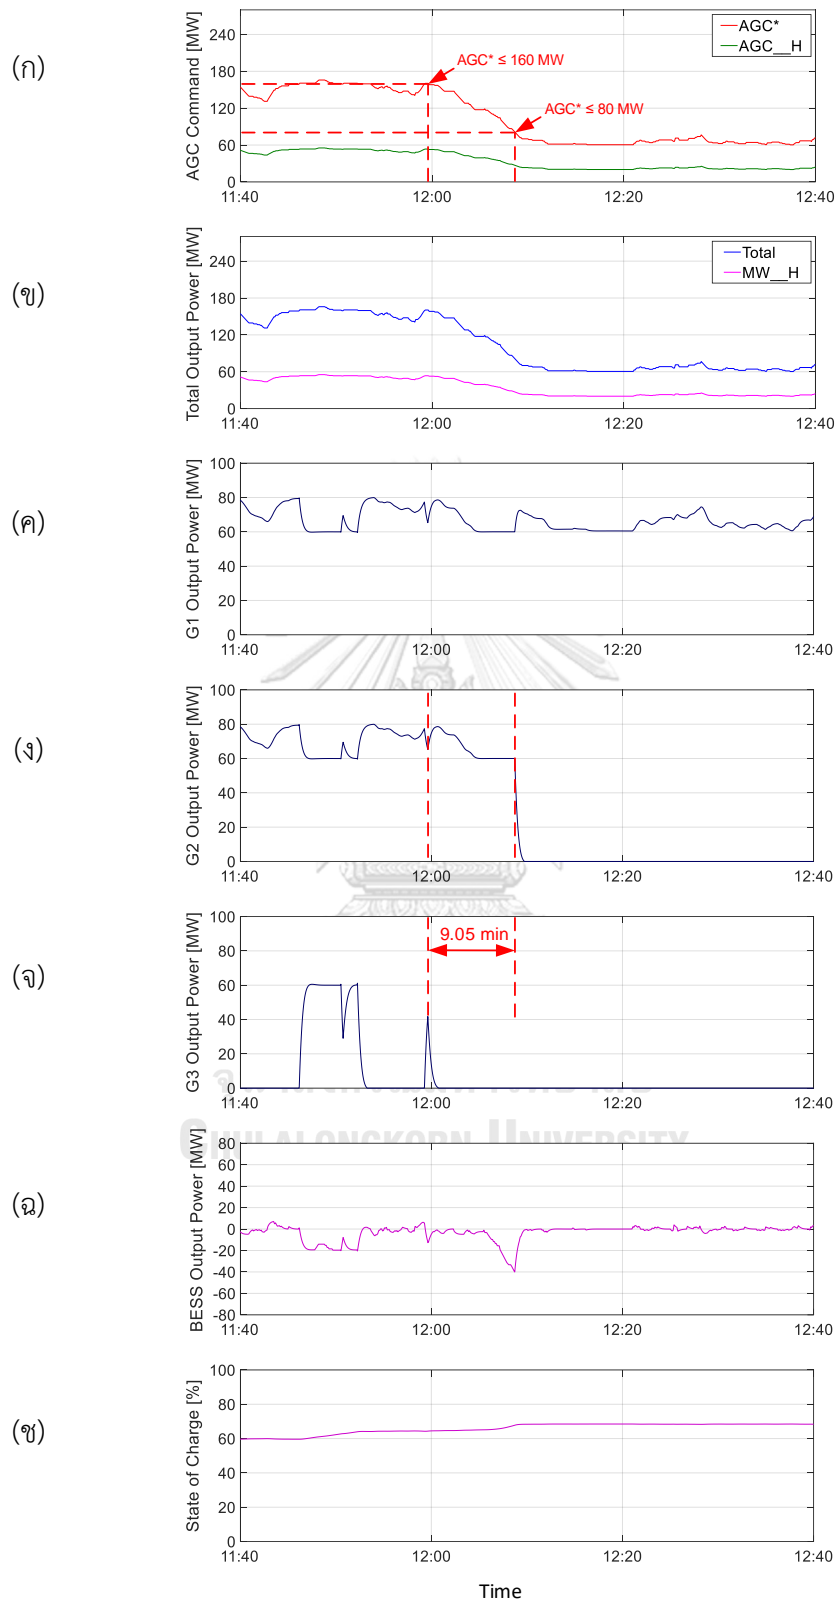 (ก)
AGC Command [MW]
240
180
120
60
0
AGC* ≤ 160 MW
AGC* ≤ 80 MW
AGC*
AGC__H
11:40 12:00 12:20 12:40
(ข)
Total Output Power [MW]
240
180
120
60
0
Total
MW__H
11:40 12:00 12:20 12:40
(ค)
G1 Output Power [MW]
100
80
60
40
20
0
11:40 12:00 12:20 12:40
(ง)
G2 Output Power [MW]
100
80
60
40
20
0
11:40 12:00 12:20 12:40
(จ)
G3 Output Power [MW]
100
80
60
40
20
0
9.05 min
11:40 12:00 12:20 12:40
CHULALONGKORN UNIVERSITY
(ฉ)
BESS Output Power [MW]
80
60
40
20
0
-20
-40
-60
-80
11:40 12:00 12:20 12:40
(ช)
State of Charge [%]
100
80
60
40
20
0
11:40 12:00 12:20 12:40
Time